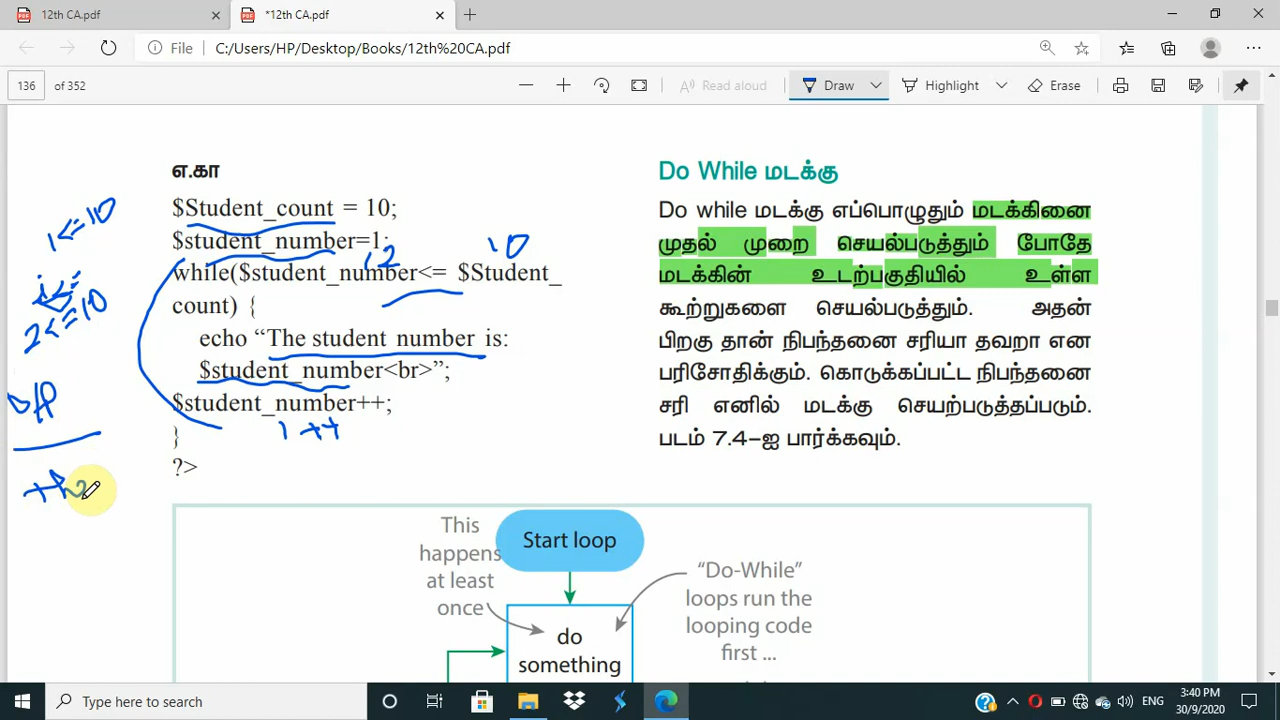 12th CA.pdf
*12th CA.pdf
File
C:/Users/HP/Desktop/Books/12th%20CA.pdf
136 of 352
Read aloud
Draw
Highlight
Erase
எ.கா
$Student_count = 10;
$student_number=1;
while($student_number<= $Student_
count) {
echo “The student number is:
$student_number<br>”;
$student_number++;
}
?>
1<=10
2<=10
1 2
10
1 ++
Do While மடக்கு
Do while மடக்கு எப்பொழுதும் மடக்கினை
முதல் முறை செயல்படுத்தும் போதே
மடக்கின் உடற்பகுதியில் உள்ள
கூற்றுகளை செயல்படுத்தும். அதன்
பிறகு தான் நிபந்தனை சரியா தவறா என
பரிசோதிக்கும். கொடுக்கப்பட்ட நிபந்தனை
சரி எனில் மடக்கு செயற்படுத்தப்படும்.
படம் 7.4-ஐ பார்க்கவும்.
This
happens
at least
once
Start loop
do
something
“Do-While”
loops run the
looping code
first ...
Type here to search
ENG
3:40 PM
30/9/2020